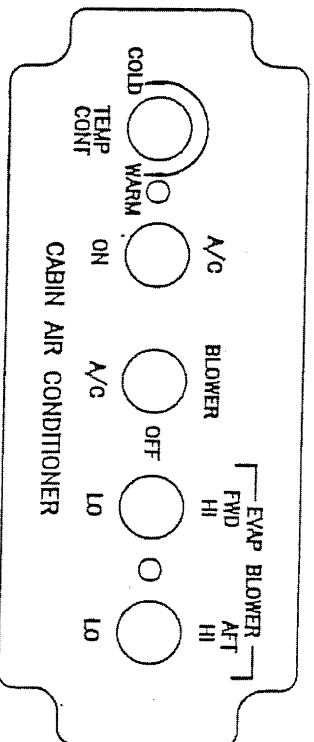 EVAP BLOWER
FWD AFT
A/C BLOWER HI HI
COLD WARM OFF
TEMP ON A/C LO LO
CONT
CABIN AIR CONDITIONER